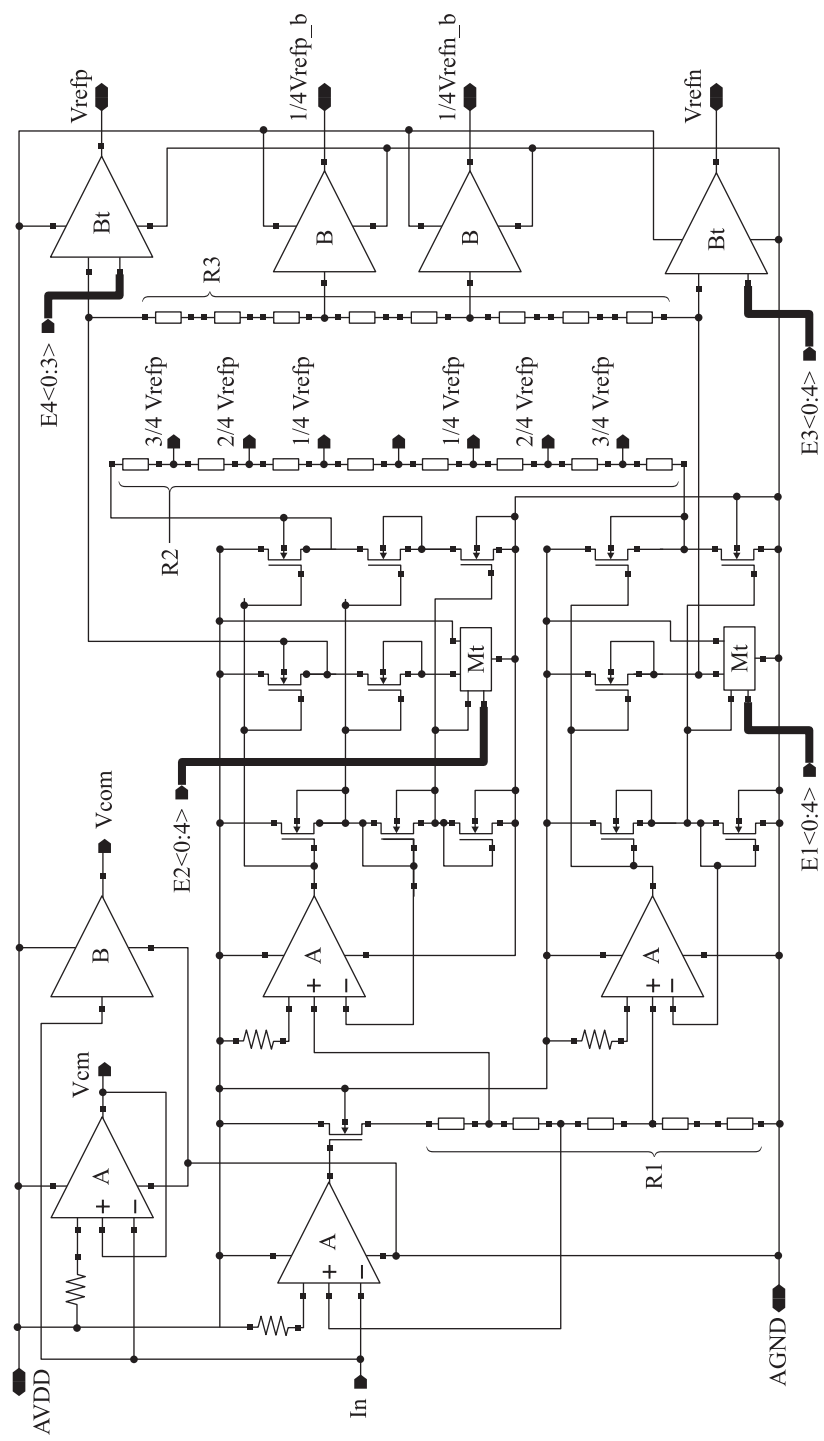 Vrefp
1/4Vrefp_b
1/4Vrefn_b
Vrefn
Bt
B
B
Bt
R3
E4<0:3>
E3<0:4>
3/4 Vrefp
2/4 Vrefp
1/4 Vrefp
1/4 Vrefp
2/4 Vrefp
3/4 Vrefp
R2
Mt
Mt
E2<0:4>
E1<0:4>
Vcom
B
A
+
−
A
+
−
Vcm
A
+
−
R1
A
+
−
AVDD
In
AGND